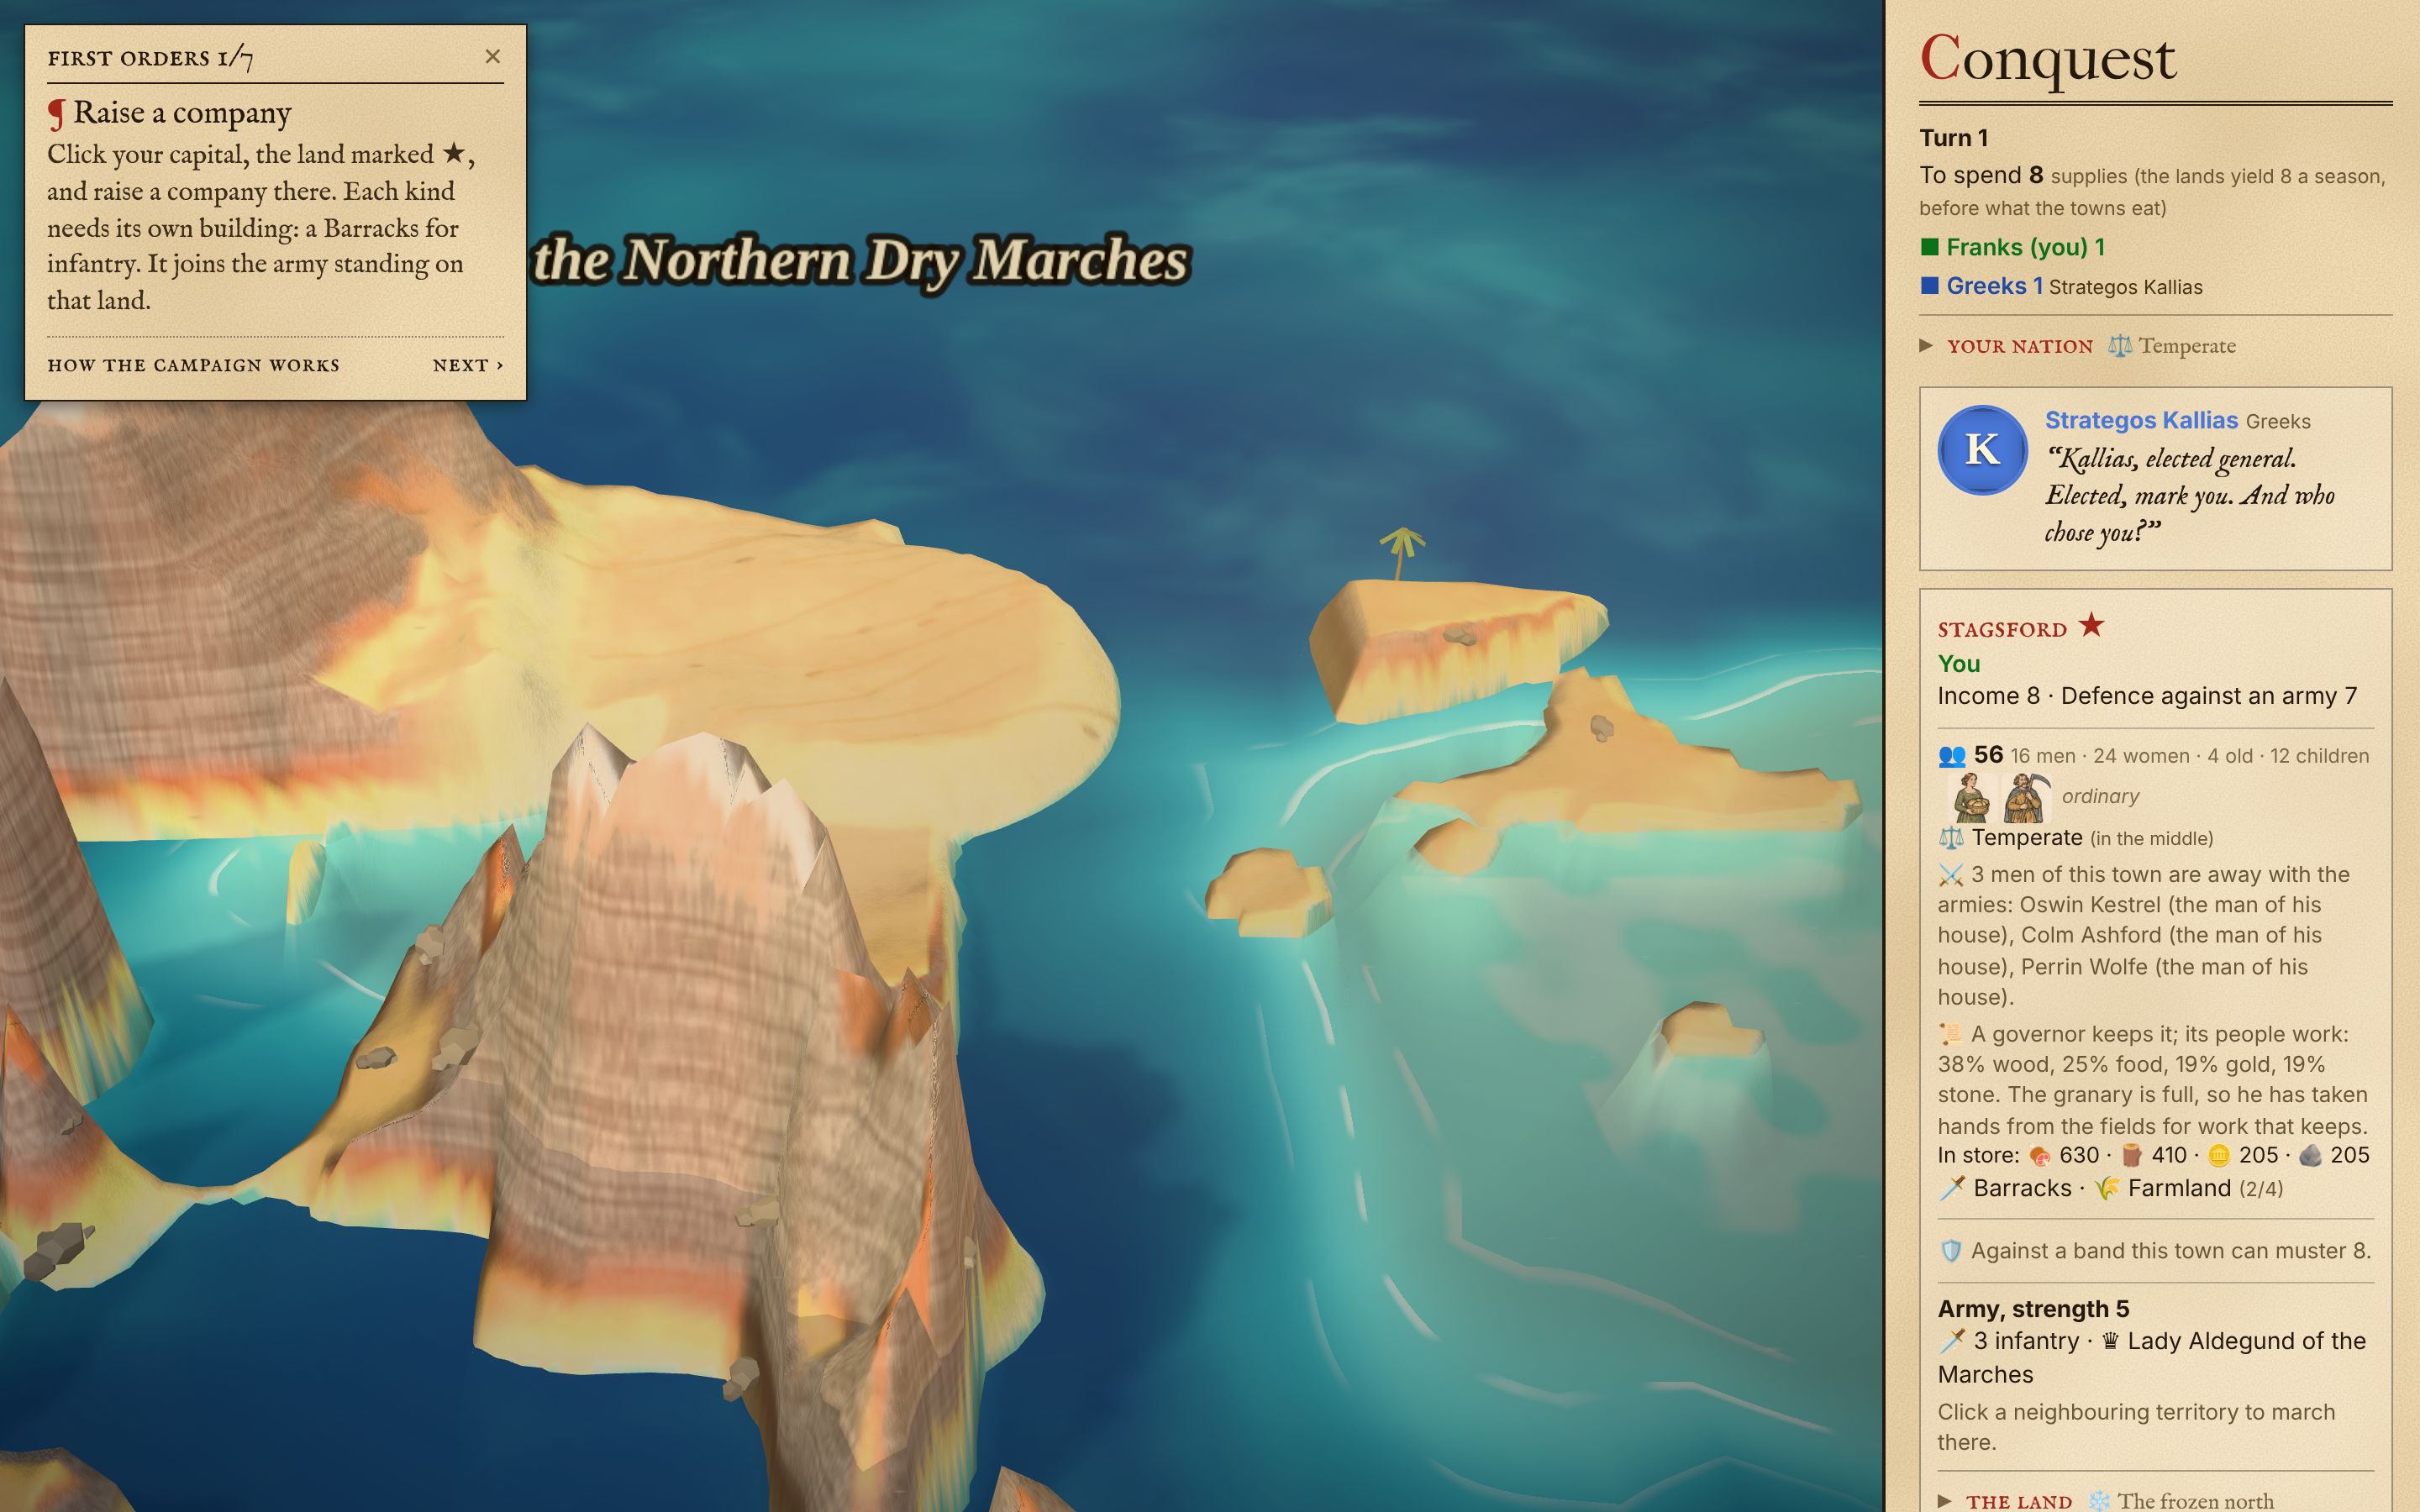 FIRST ORDERS 1/7 ×
¶ Raise a company
Click your capital, the land marked ★,
and raise a company there. Each kind
needs its own building: a Barracks for
infantry. It joins the army standing on
that land.
HOW THE CAMPAIGN WORKS NEXT ›
the Northern Dry Marches
Conquest
Turn 1
To spend 8 supplies (the lands yield 8 a season,
before what the towns eat)
Franks (you) 1
Greeks 1 Strategos Kallias
▶ YOUR NATION ⚖️ Temperate
K
Strategos Kallias Greeks
“Kallias, elected general.
Elected, mark you. And who
chose you?”
STAGSFORD ★
You
Income 8 · Defence against an army 7
👥 56 16 men · 24 women · 4 old · 12 children
ordinary
⚖️ Temperate (in the middle)
⚔️ 3 men of this town are away with the
armies: Oswin Kestrel (the man of his
house), Colm Ashford (the man of his
house), Perrin Wolfe (the man of his
house).
📜 A governor keeps it; its people work:
38% wood, 25% food, 19% gold, 19%
stone. The granary is full, so he has taken
hands from the fields for work that keeps.
In store: 🍖 630 · 🪵 410 · 🪙 205 · 🪨 205
🗡️ Barracks · 🌾 Farmland (2/4)
🛡️ Against a band this town can muster 8.
Army, strength 5
🗡️ 3 infantry · ♛ Lady Aldegund of the
Marches
Click a neighbouring territory to march
there.
▶ THE LAND ❄️ The frozen north